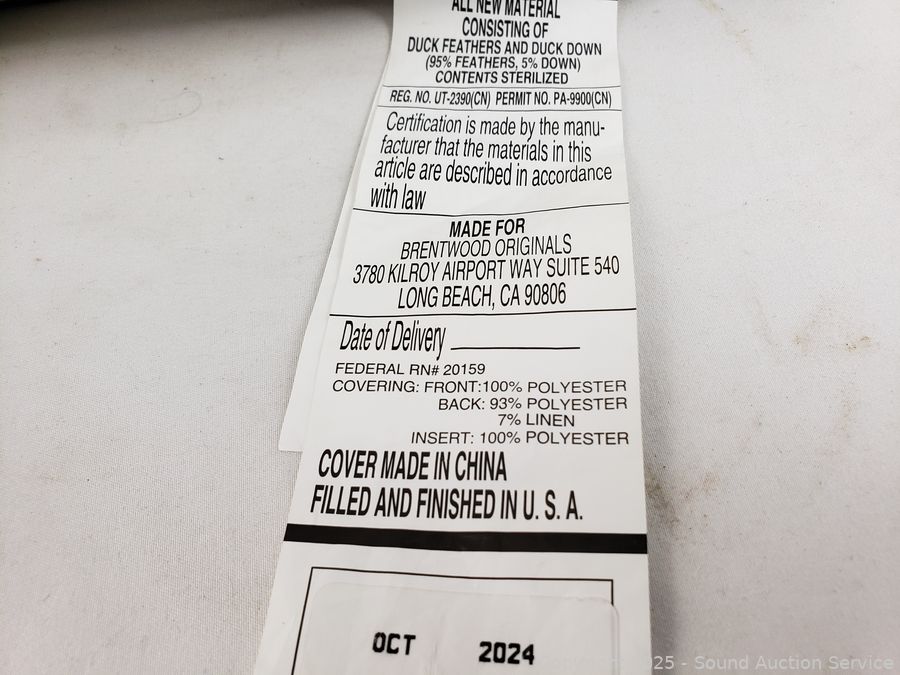 ALL NEW MATERIAL
CONSISTING OF
DUCK FEATHERS AND DUCK DOWN
(95% FEATHERS, 5% DOWN)
CONTENTS STERILIZED
REG. NO. UT-2390(CN) PERMIT NO. PA-9900(CN)
Certification is made by the manu-
facturer that the materials in this
article are described in accordance
with law
MADE FOR
BRENTWOOD ORIGINALS
3780 KILROY AIRPORT WAY SUITE 540
LONG BEACH, CA 90806
Date of Delivery
FEDERAL RN# 20159
COVERING: FRONT:100% POLYESTER
BACK: 93% POLYESTER
7% LINEN
INSERT: 100% POLYESTER
COVER MADE IN CHINA
FILLED AND FINISHED IN U. S. A.
OCT 2024
25 - Sound Auction Service